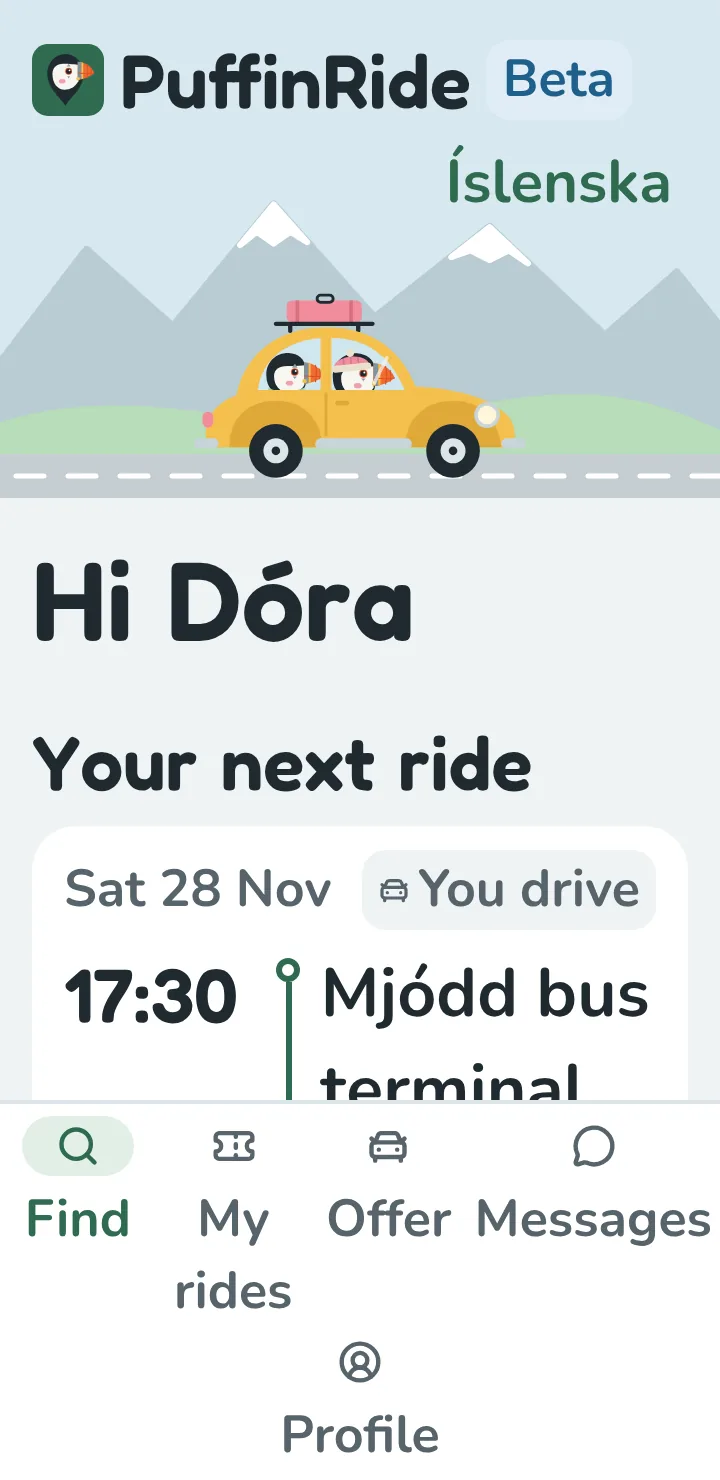 PuffinRide Beta
Íslenska
Hi Dóra
Your next ride
Sat 28 Nov You drive
17:30 Mjódd bus
terminal
Find My Offer Messages
rides
Profile